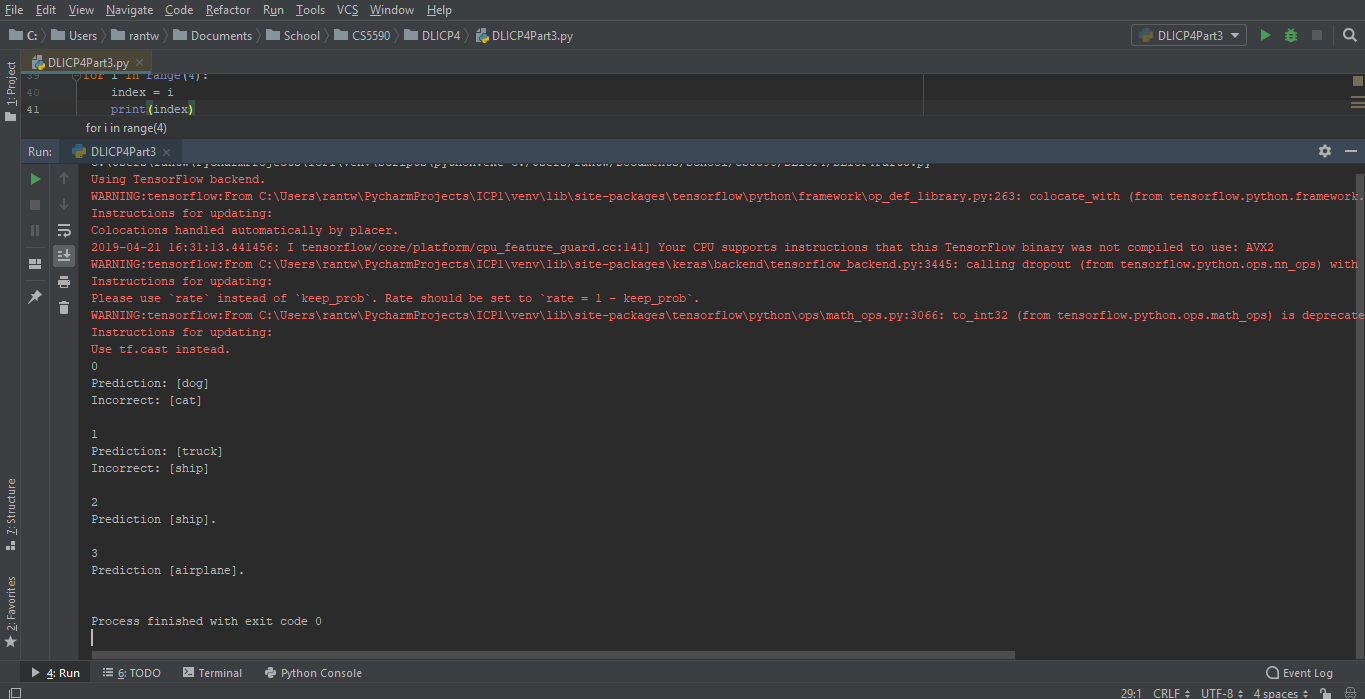 File Edit View Navigate Code Refactor Run Tools VCS Window Help
C: Users rantw Documents School CS5590 DLICP4 DLICP4Part3.py DLICP4Part3
1: Project
DLICP4Part3.py
39 for i in range(4):
40 index = i
41 print(index)
for i in range(4)
Run: DLICP4Part3
Using TensorFlow backend.
WARNING:tensorflow:From C:\Users\rantw\PycharmProjects\ICP1\venv\lib\site-packages\tensorflow\python\framework\op_def_library.py:263: colocate_with (from tensorflow.python.framework.
Instructions for updating:
Colocations handled automatically by placer.
2019-04-21 16:31:13.441456: I tensorflow/core/platform/cpu_feature_guard.cc:141] Your CPU supports instructions that this TensorFlow binary was not compiled to use: AVX2
WARNING:tensorflow:From C:\Users\rantw\PycharmProjects\ICP1\venv\lib\site-packages\keras\backend\tensorflow_backend.py:3445: calling dropout (from tensorflow.python.ops.nn_ops) with
Instructions for updating:
Please use `rate` instead of `keep_prob`. Rate should be set to `rate = 1 - keep_prob`.
WARNING:tensorflow:From C:\Users\rantw\PycharmProjects\ICP1\venv\lib\site-packages\tensorflow\python\ops\math_ops.py:3066: to_int32 (from tensorflow.python.ops.math_ops) is deprecate
Instructions for updating:
Use tf.cast instead.
0
Prediction: [dog]
Incorrect: [cat]
1
Prediction: [truck]
Incorrect: [ship]
2
Prediction [ship].
3
Prediction [airplane].
Process finished with exit code 0
7: Structure
2: Favorites
4: Run 6: TODO Terminal Python Console Event Log
29:1 CRLF UTF-8 4 spaces